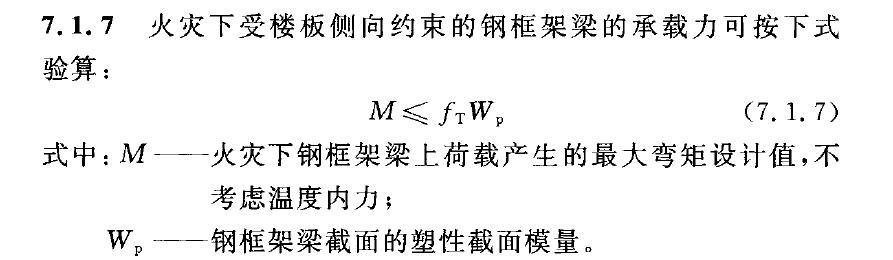 7.1.7 火灾下受楼板侧向约束的钢框架梁的承载力可按下式
验算：
M⩽fTWp (7.1.7)
式中：M——火灾下钢框架梁上荷载产生的最大弯矩设计值，不
考虑温度内力；
Wp——钢框架梁截面的塑性截面模量。